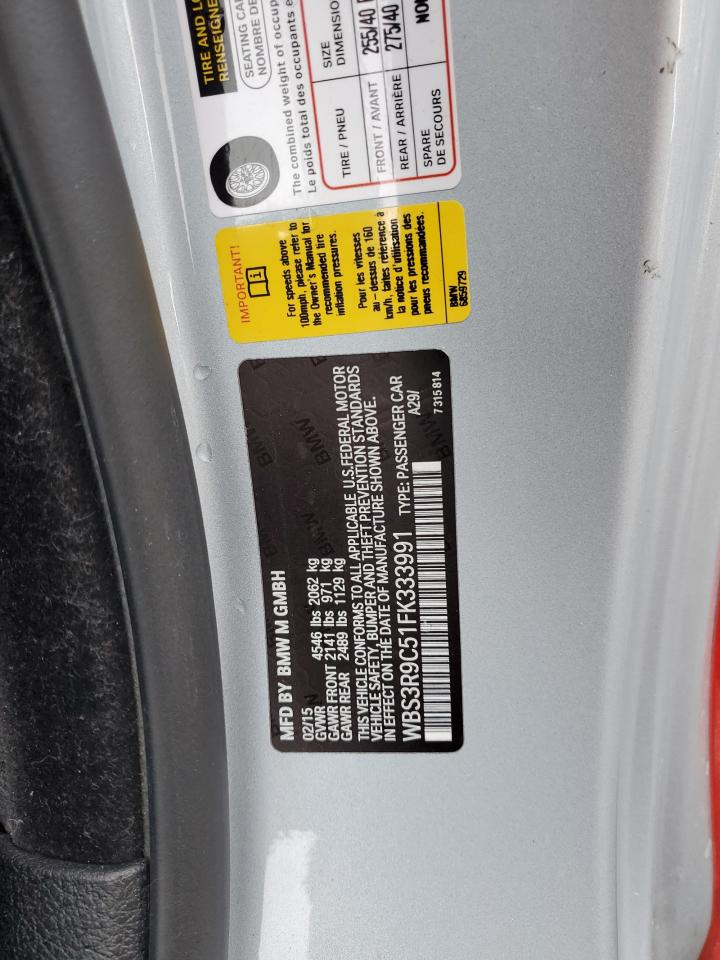 TIRE AND LO
RENSEIGNE
SEATING CA
NOMBRE DE
The combined weight of occup
Le poids total des occupants e
TIRE / PNEU
SIZE
DIMENSIO
FRONT / AVANT
255/40
REAR / ARRIÈRE
275/40
SPARE
DE SECOURS
NON
IMPORTANT!
For speeds above
100mph, please refer to
the Owner's Manual for
recommended tire
inflation pressures.
Pour les vitesses
au - dessus de 160
km/h, faites référence à
la notice d'utilisation
pour les pressions des
pneus recommandées.
BMW
6859729
MFD BY BMW M GMBH
02/15
GVWR 4546 lbs 2062 kg
GAWR FRONT 2141 lbs 971 kg
GAWR REAR 2489 lbs 1129 kg
THIS VEHICLE CONFORMS TO ALL APPLICABLE U.S.FEDERAL MOTOR
VEHICLE SAFETY, BUMPER AND THEFT PREVENTION STANDARDS
IN EFFECT ON THE DATE OF MANUFACTURE SHOWN ABOVE.
WBS3R9C51FK333991 TYPE: PASSENGER CAR
A29/
7 315 814